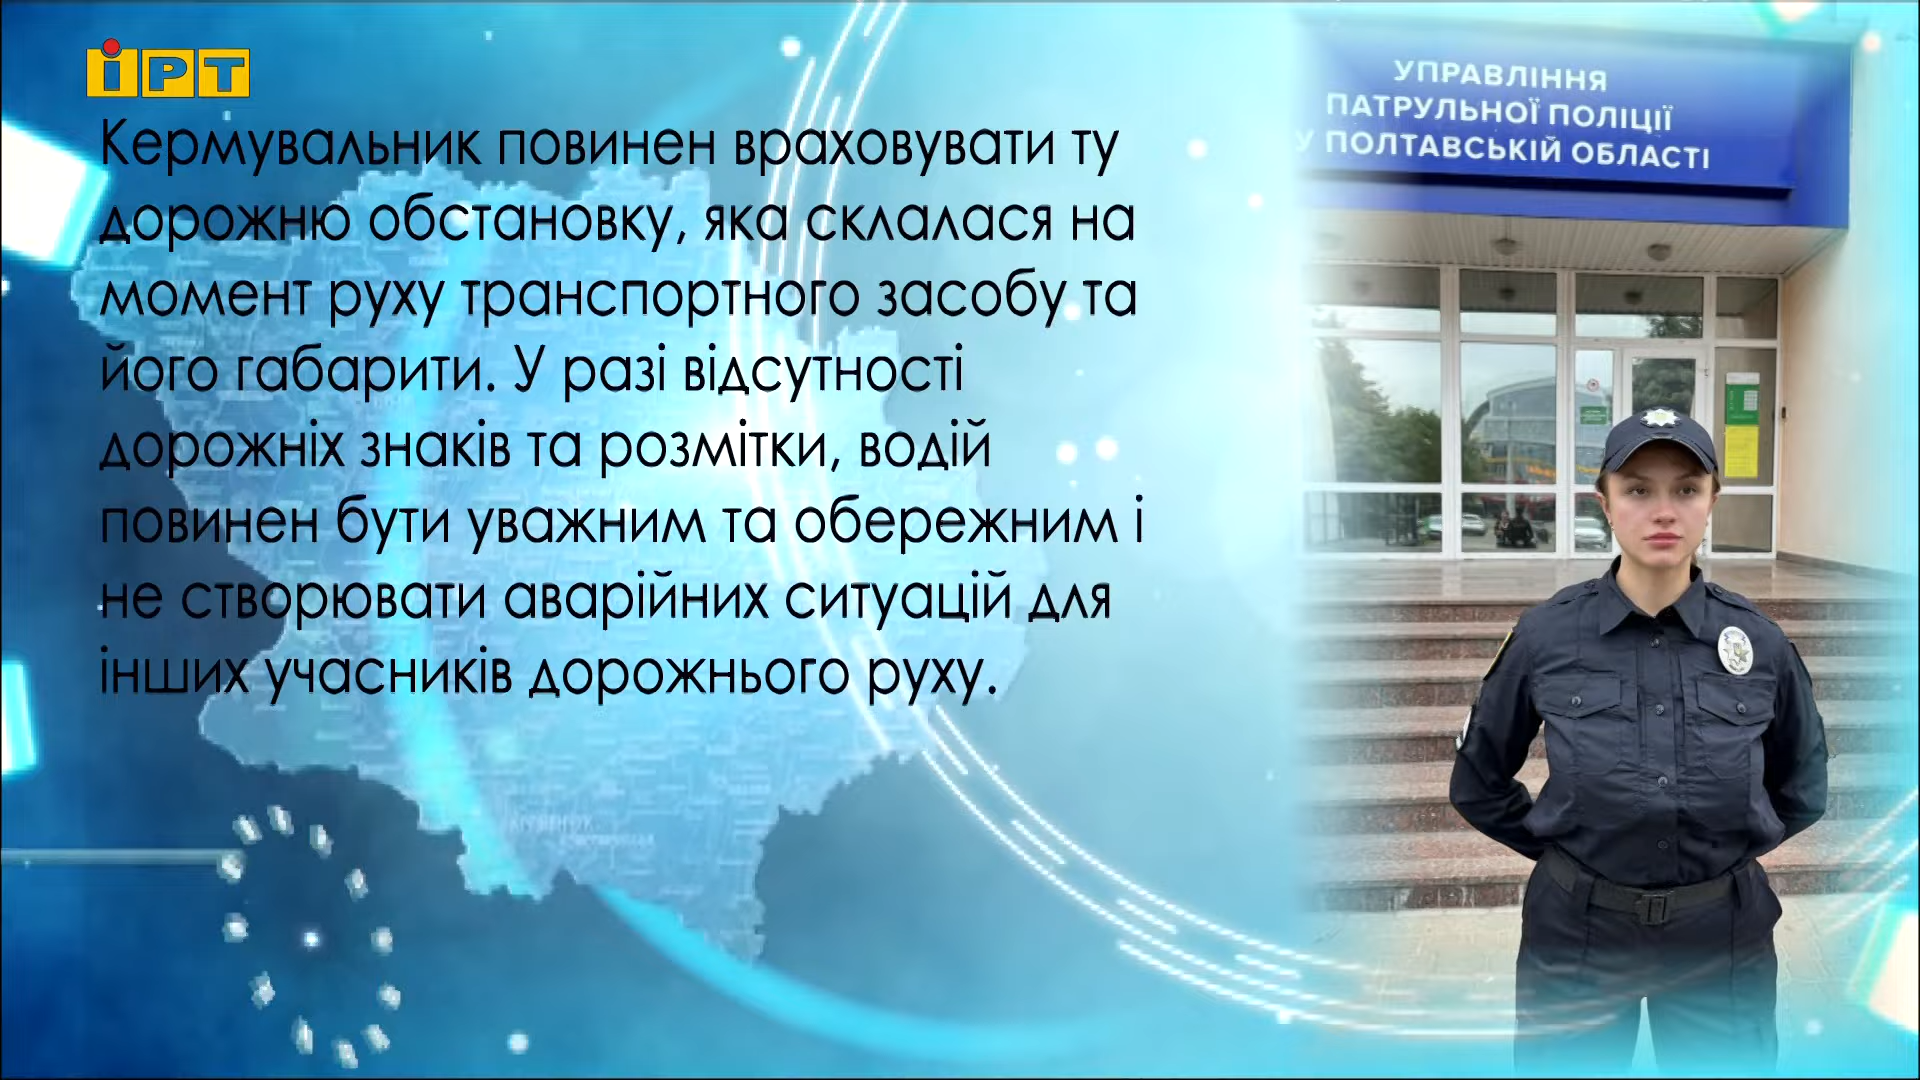 іРТ
Кермувальник повинен враховувати ту
дорожню обстановку, яка склалася на
момент руху транспортного засобу та
його габарити. У разі відсутності
дорожніх знаків та розмітки, водій
повинен бути уважним та обережним і
не створювати аварійних ситуацій для
інших учасників дорожнього руху.
УПРАВЛІННЯ
ПАТРУЛЬНОЇ ПОЛІЦІЇ
У ПОЛТАВСЬКІЙ ОБЛАСТІ